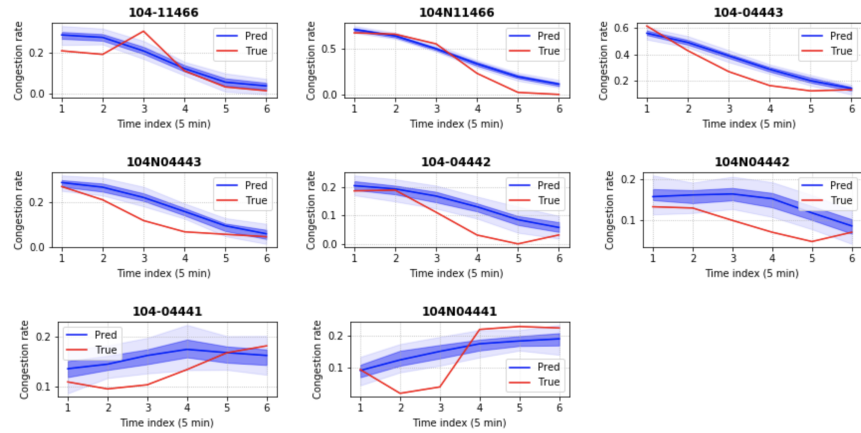 104-11466
Congestion rate
0.2
0.0
Pred
True
1 2 3 4 5 6
Time index (5 min)
104N11466
Congestion rate
0.5
0.0
Pred
True
1 2 3 4 5 6
Time index (5 min)
104-04443
Congestion rate
0.6
0.4
0.2
Pred
True
1 2 3 4 5 6
Time index (5 min)
104N04443
Congestion rate
0.2
0.0
Pred
True
1 2 3 4 5 6
Time index (5 min)
104-04442
Congestion rate
0.2
0.1
0.0
Pred
True
1 2 3 4 5 6
Time index (5 min)
104N04442
Congestion rate
0.2
0.1
Pred
True
1 2 3 4 5 6
Time index (5 min)
104-04441
Congestion rate
0.2
0.1
Pred
True
1 2 3 4 5 6
Time index (5 min)
104N04441
Congestion rate
0.2
0.1
Pred
True
1 2 3 4 5 6
Time index (5 min)